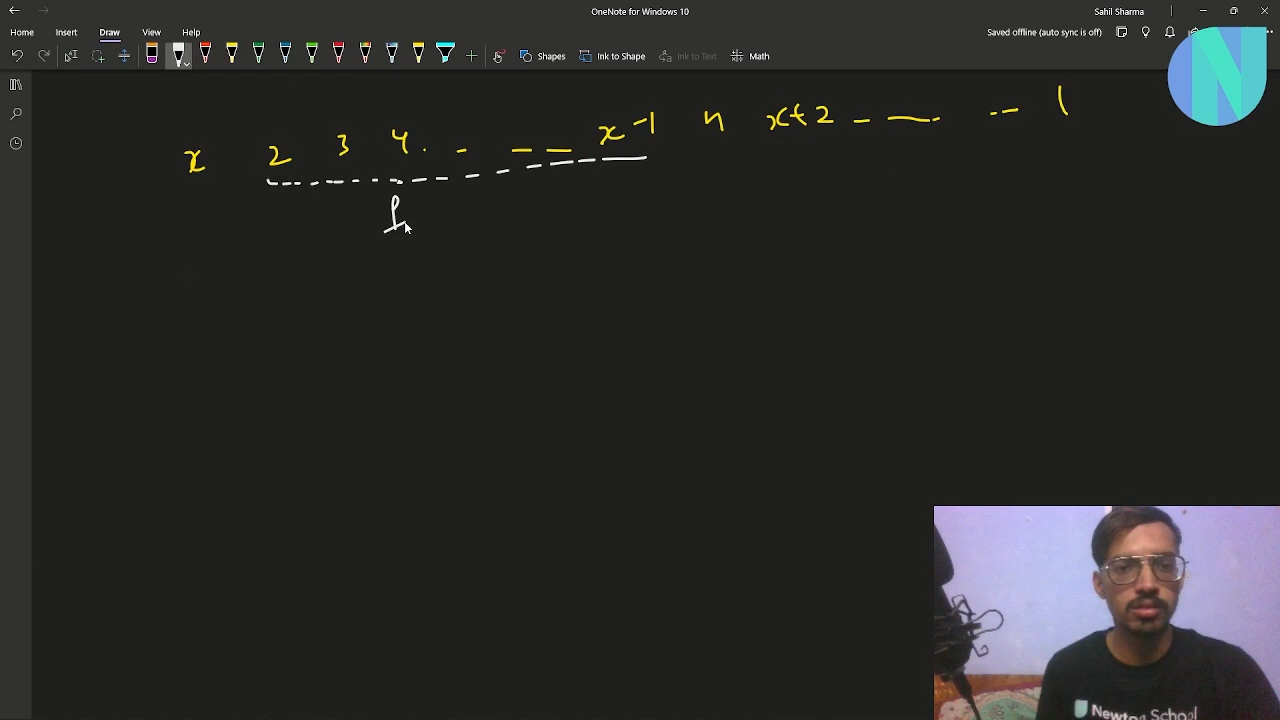 OneNote for Windows 10
Sahil Sharma
Home Insert Draw View Help
Saved offline (auto sync is off)
Shapes Ink to Shape Ink to Text Math
x 2 3 4 . - — — x-1 n x+2 - — . .. — 1
Newton School